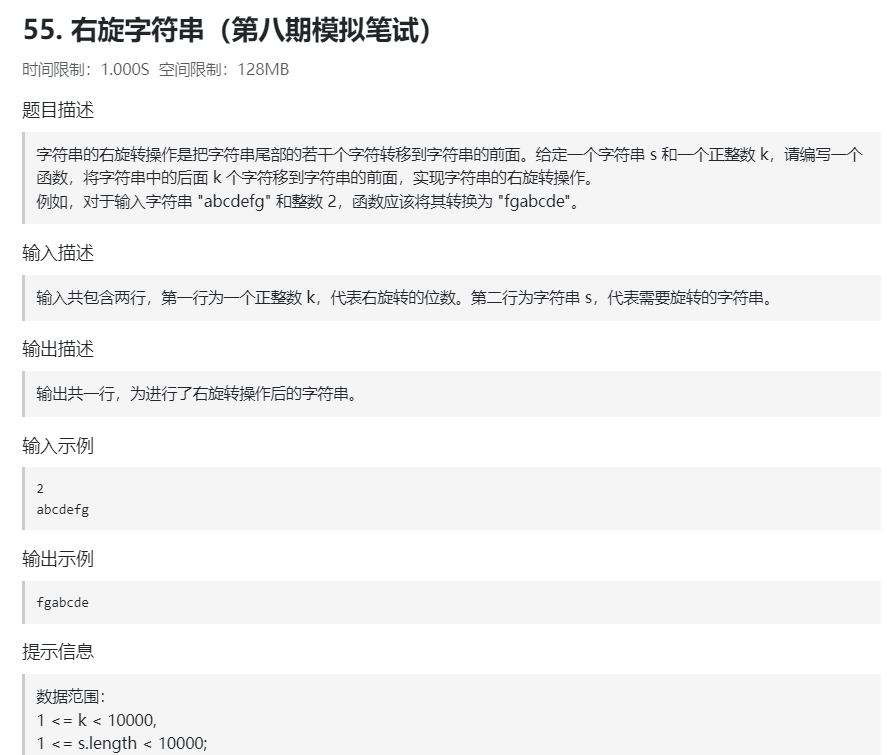 55. 右旋字符串（第八期模拟笔试）
时间限制：1.000S 空间限制：128MB
题目描述
字符串的右旋转操作是把字符串尾部的若干个字符转移到字符串的前面。给定一个字符串 s 和一个正整数 k，请编写一个
函数，将字符串中的后面 k 个字符移到字符串的前面，实现字符串的右旋转操作。
例如，对于输入字符串 "abcdefg" 和整数 2，函数应该将其转换为 "fgabcde"。
输入描述
输入共包含两行，第一行为一个正整数 k，代表右旋转的位数。第二行为字符串 s，代表需要旋转的字符串。
输出描述
输出共一行，为进行了右旋转操作后的字符串。
输入示例
2
abcdefg
输出示例
fgabcde
提示信息
数据范围：
1 <= k < 10000,
1 <= s.length < 10000;